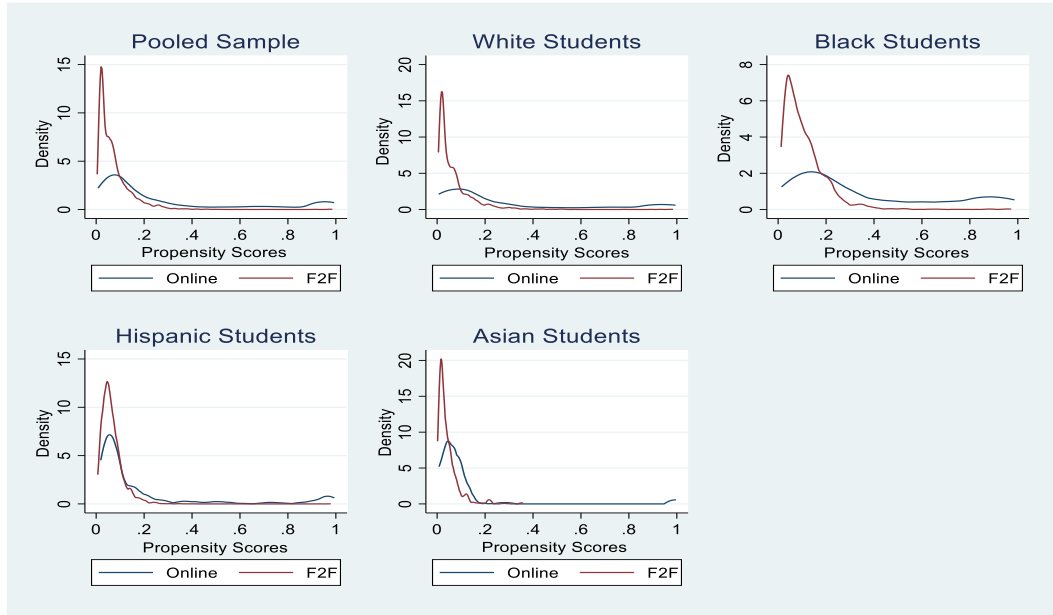 Pooled Sample
Density
15
10
5
0
0 .2 .4 .6 .8 1
Propensity Scores
Online F2F
White Students
Density
20
15
10
5
0
0 .2 .4 .6 .8 1
Propensity Scores
Online F2F
Black Students
Density
8
6
4
2
0
0 .2 .4 .6 .8 1
Propensity Scores
Online F2F
Hispanic Students
Density
15
10
5
0
0 .2 .4 .6 .8 1
Propensity Scores
Online F2F
Asian Students
Density
20
15
10
5
0
0 .2 .4 .6 .8 1
Propensity Scores
Online F2F